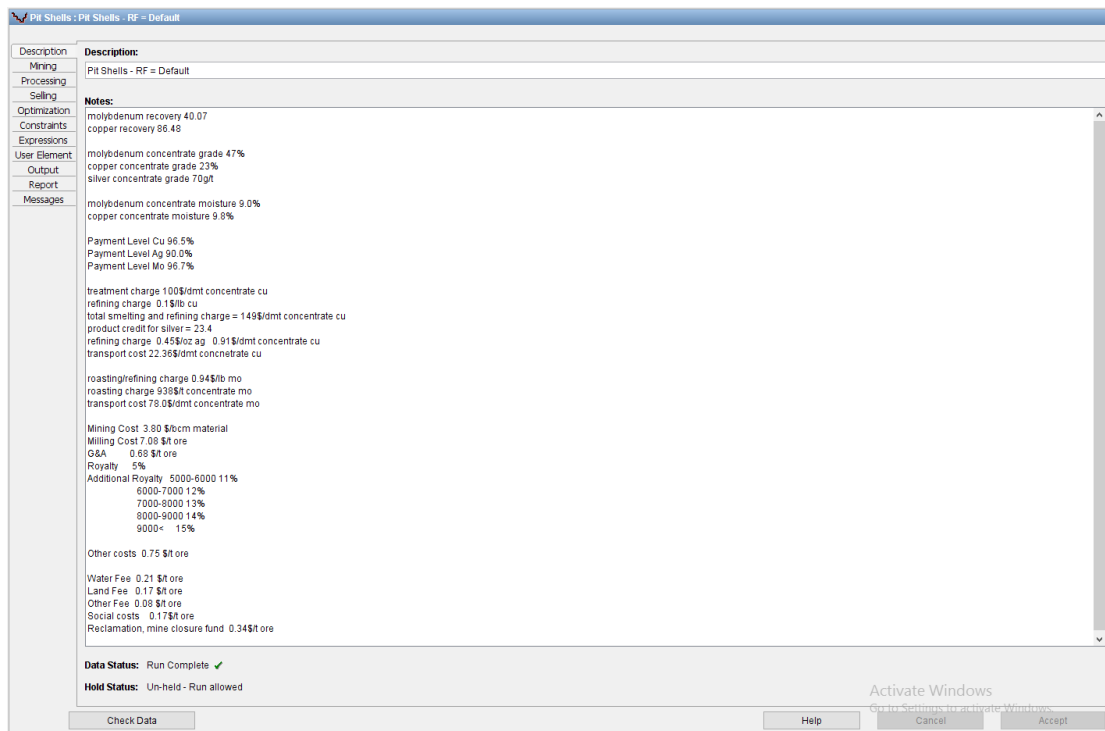 Pit Shells : Pit Shells - RF = Default
Description
Mining
Processing
Selling
Optimization
Constraints
Expressions
User Element
Output
Report
Messages
Description:
Pit Shells - RF = Default
Notes:
molybdenum recovery 40.07
copper recovery 86.48
molybdenum concentrate grade 47%
copper concentrate grade 23%
silver concentrate grade 70g/t
molybdenum concentrate moisture 9.0%
copper concentrate moisture 9.8%
Payment Level Cu 96.5%
Payment Level Ag 90.0%
Payment Level Mo 96.7%
treatment charge 100$/dmt concentrate cu
refining charge 0.1$/lb cu
total smelting and refining charge = 149$/dmt concentrate cu
product credit for silver = 23.4
refining charge 0.45$/oz ag 0.91$/dmt concentrate cu
transport cost 22.36$/dmt concnetrate cu
roasting/refining charge 0.94$/lb mo
roasting charge 938$/t concentrate mo
transport cost 78.0$/dmt concentrate mo
Mining Cost 3.80 $/bcm material
Milling Cost 7.08 $/t ore
G&A 0.68 $/t ore
Royalty 5%
Additional Royalty 5000-6000 11%
6000-7000 12%
7000-8000 13%
8000-9000 14%
9000< 15%
Other costs 0.75 $/t ore
Water Fee 0.21 $/t ore
Land Fee 0.17 $/t ore
Other Fee 0.08 $/t ore
Social costs 0.17$/t ore
Reclamation, mine closure fund 0.34$/t ore
Data Status: Run Complete
Hold Status: Un-held - Run allowed
Activate Windows
Go to Settings to activate Windows.
Check Data
Help
Cancel
Accept